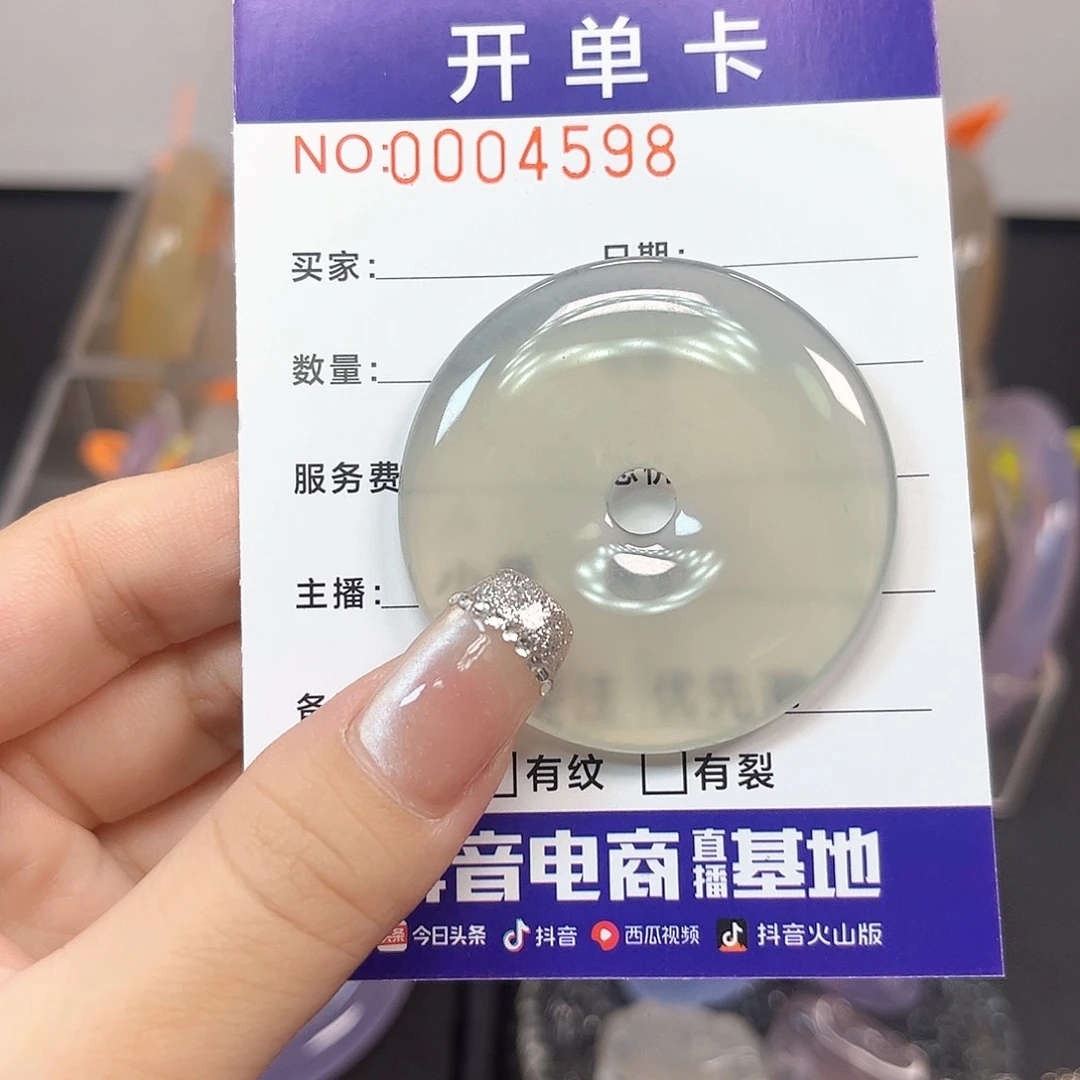 开单卡
NO:0004598
买家: 日期:
数量:
服务费
主播:
备
有纹 有裂
音电商直播基地
今日头条 抖音 西瓜视频 抖音火山版